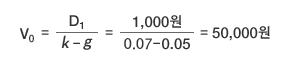 V₀ = D₁ / (k – g) = 1,000원 / (0.07-0.05) = 50,000원